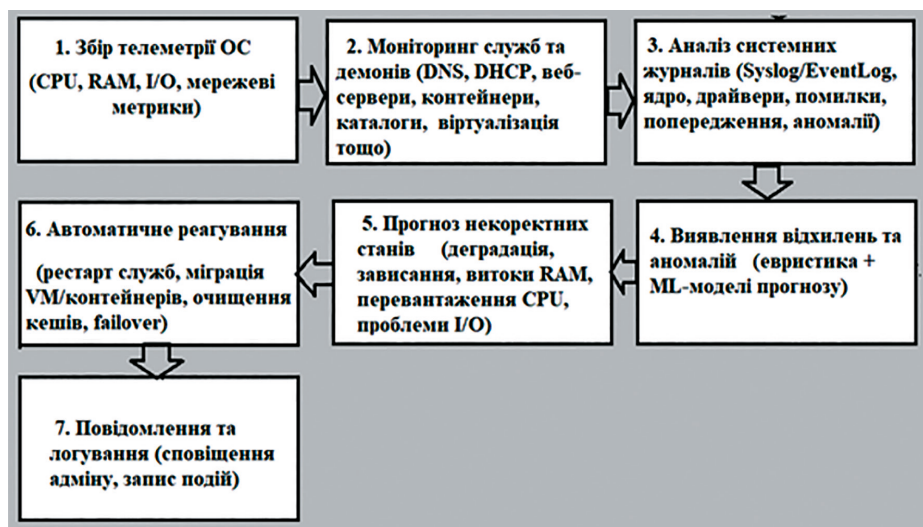 1. Збір телеметрії ОС
(CPU, RAM, I/O, мережеві
метрики)
2. Моніторинг служб та
демонів (DNS, DHCP, веб-
сервери, контейнери,
каталоги, віртуалізація
тощо)
3. Аналіз системних
журналів (Syslog/EventLog,
ядро, драйвери, помилки,
попередження, аномалії)
4. Виявлення відхилень та
аномалій (евристика +
ML-моделі прогнозу)
5. Прогноз некоректних
станів (деградація,
зависання, витоки RAM,
перевантаження CPU,
проблеми I/O)
6. Автоматичне реагування
(рестарт служб, міграція
VM/контейнерів, очищення
кешів, failover)
7. Повідомлення та
логування (сповіщення
адміну, запис подій)